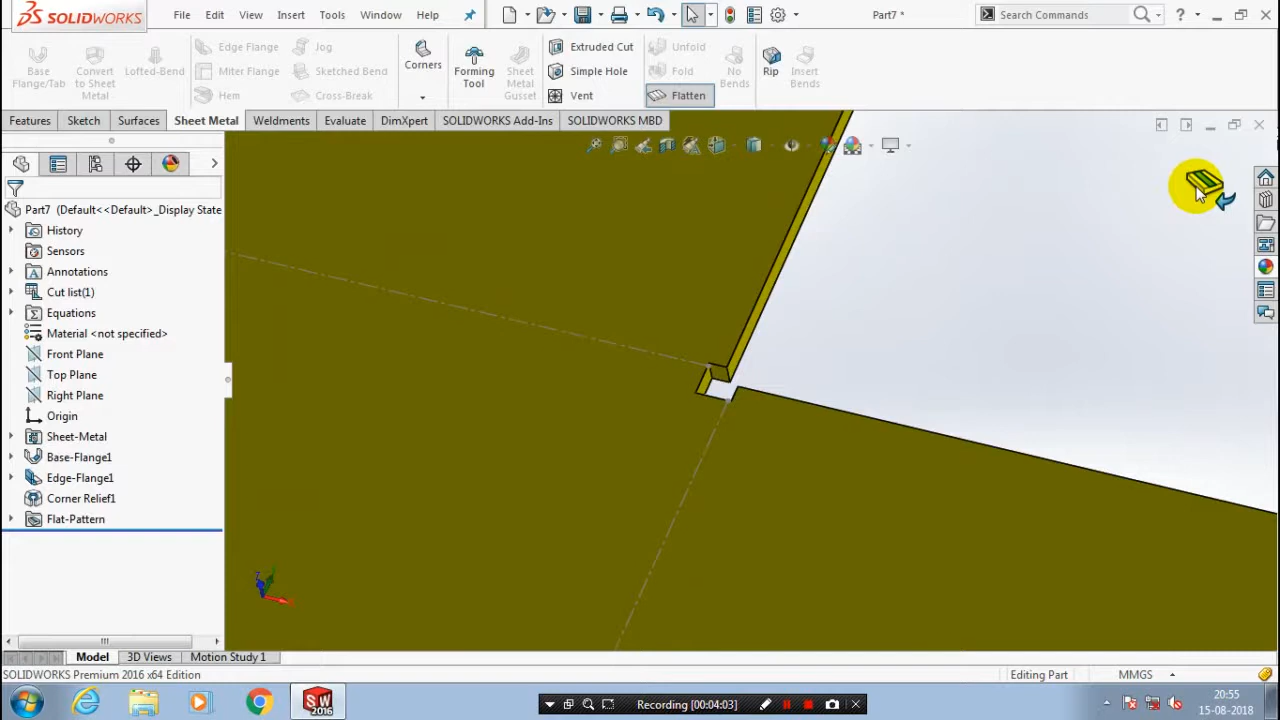 SOLIDWORKS File Edit View Insert Tools Window Help Part7 * Search Commands
Base Flange/Tab
Convert to Sheet Metal
Lofted-Bend
Edge Flange
Miter Flange
Hem
Jog
Sketched Bend
Cross-Break
Corners
Forming Tool
Sheet Metal Gusset
Extruded Cut
Simple Hole
Vent
Unfold
Fold
Flatten
No Bends
Rip
Insert Bends
Features Sketch Surfaces Sheet Metal Weldments Evaluate DimXpert SOLIDWORKS Add-Ins SOLIDWORKS MBD
Part7 (Default<<Default>_Display State
History
Sensors
Annotations
Cut list(1)
Equations
Material <not specified>
Front Plane
Top Plane
Right Plane
Origin
Sheet-Metal
Base-Flange1
Edge-Flange1
Corner Relief1
Flat-Pattern
Z
Model 3D Views Motion Study 1
SOLIDWORKS Premium 2016 x64 Edition Editing Part MMGS
SW 2016
Recording [00:04:03]
20:55
15-08-2018